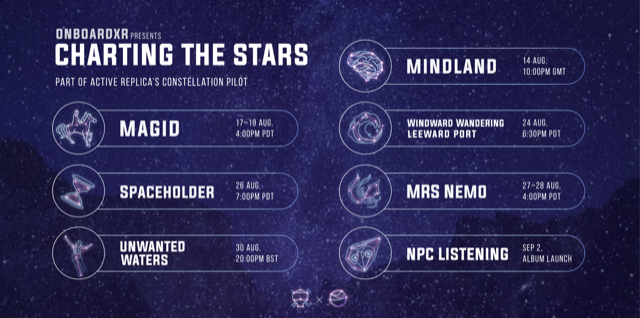 ONBOARDXR PRESENTS
CHARTING THE STARS
PART OF ACTIVE REPLICA'S CONSTELLATION PILOT
MAGID
17–19 AUG,
4:00PM PDT
SPACEHOLDER
26 AUG,
7:00PM PDT
UNWANTED
WATERS
30 AUG,
20:00PM BST
MINDLAND
14 AUG,
10:00PM GMT
WINDWARD WANDERING
LEEWARD PORT
24 AUG,
6:30PM PDT
MRS NEMO
27–28 AUG,
4:00PM PDT
NPC LISTENING
SEP 2,
ALBUM LAUNCH
×